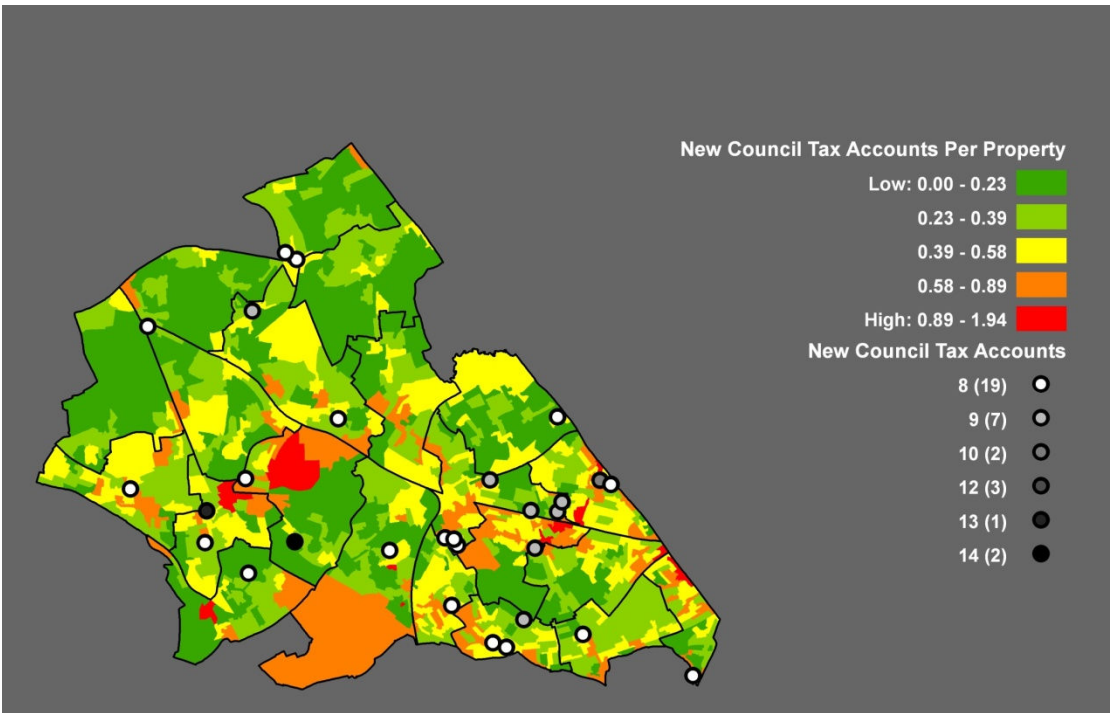 New Council Tax Accounts Per Property
Low: 0.00 - 0.23
0.23 - 0.39
0.39 - 0.58
0.58 - 0.89
High: 0.89 - 1.94
New Council Tax Accounts
8 (19)
9 (7)
10 (2)
12 (3)
13 (1)
14 (2)